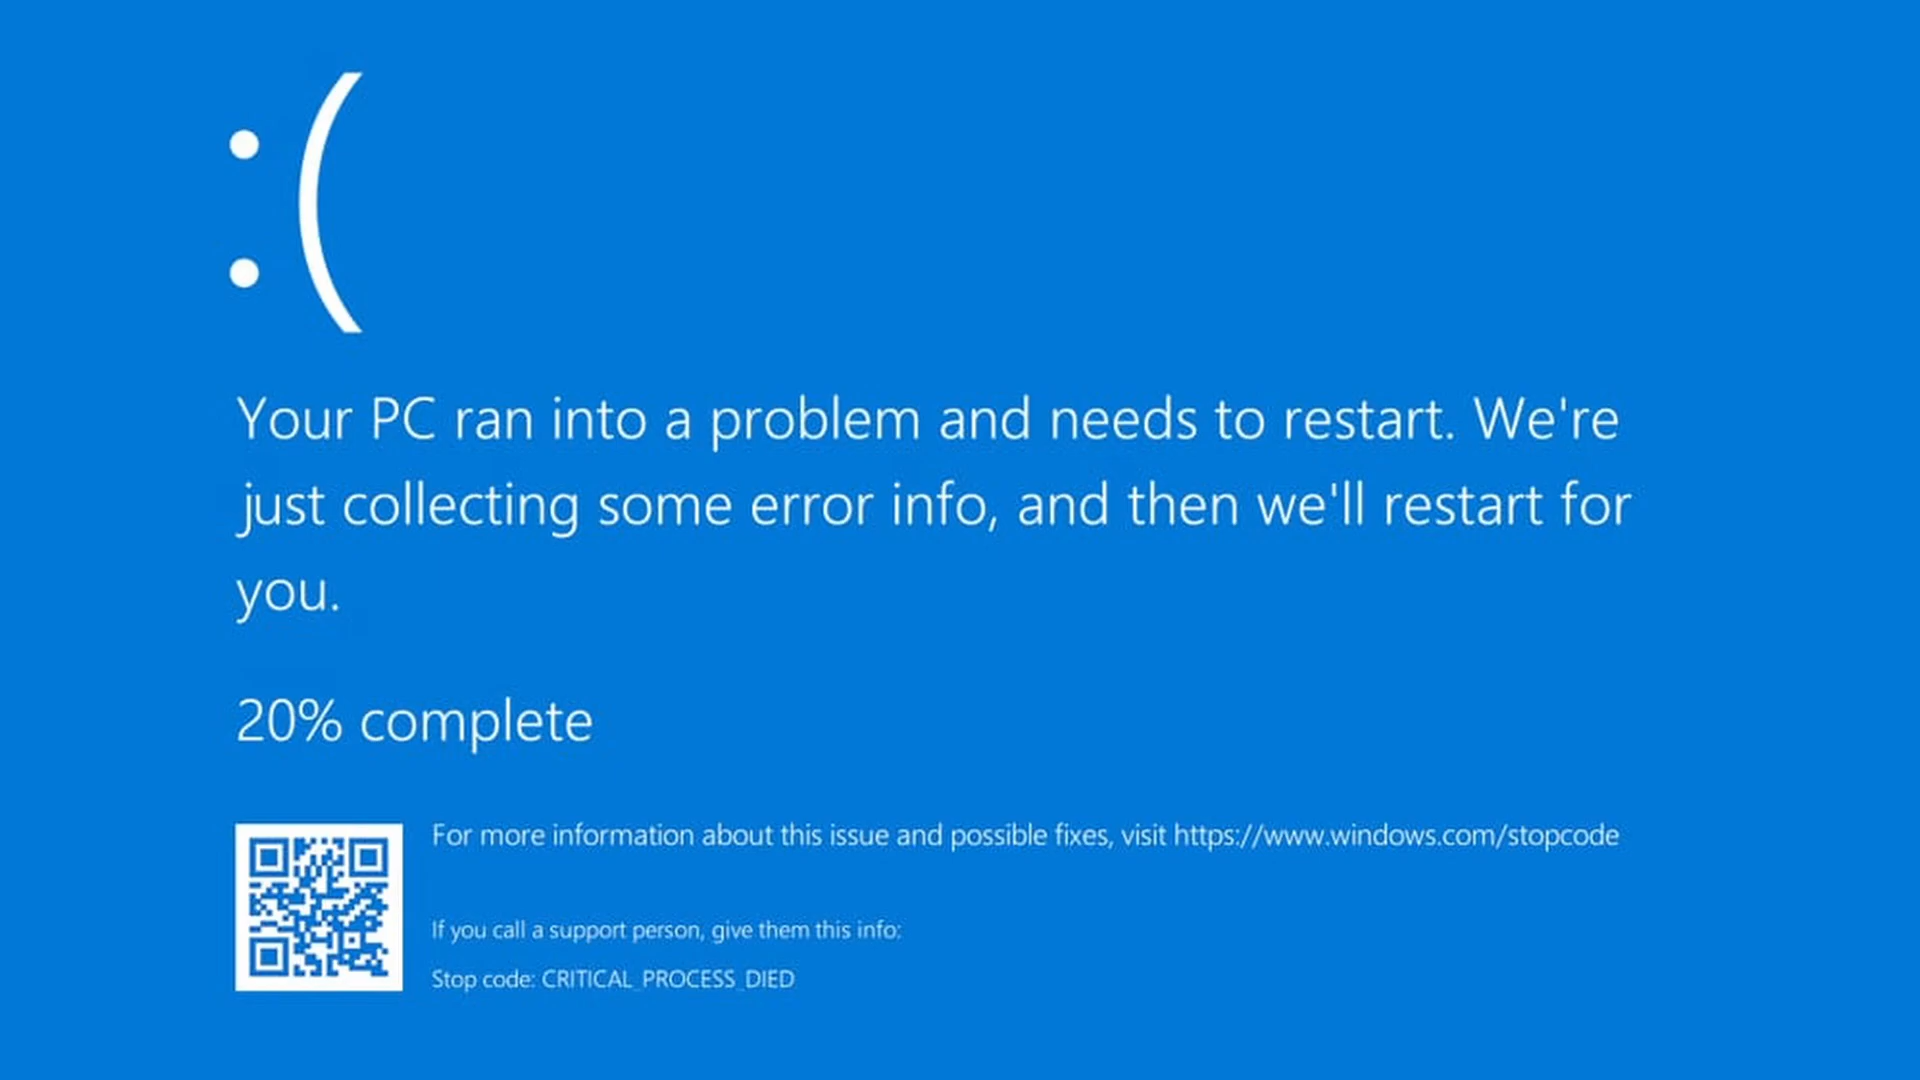 :(
Your PC ran into a problem and needs to restart. We're
just collecting some error info, and then we'll restart for
you.
20% complete
For more information about this issue and possible fixes, visit https://www.windows.com/stopcode
If you call a support person, give them this info:
Stop code: CRITICAL_PROCESS_DIED